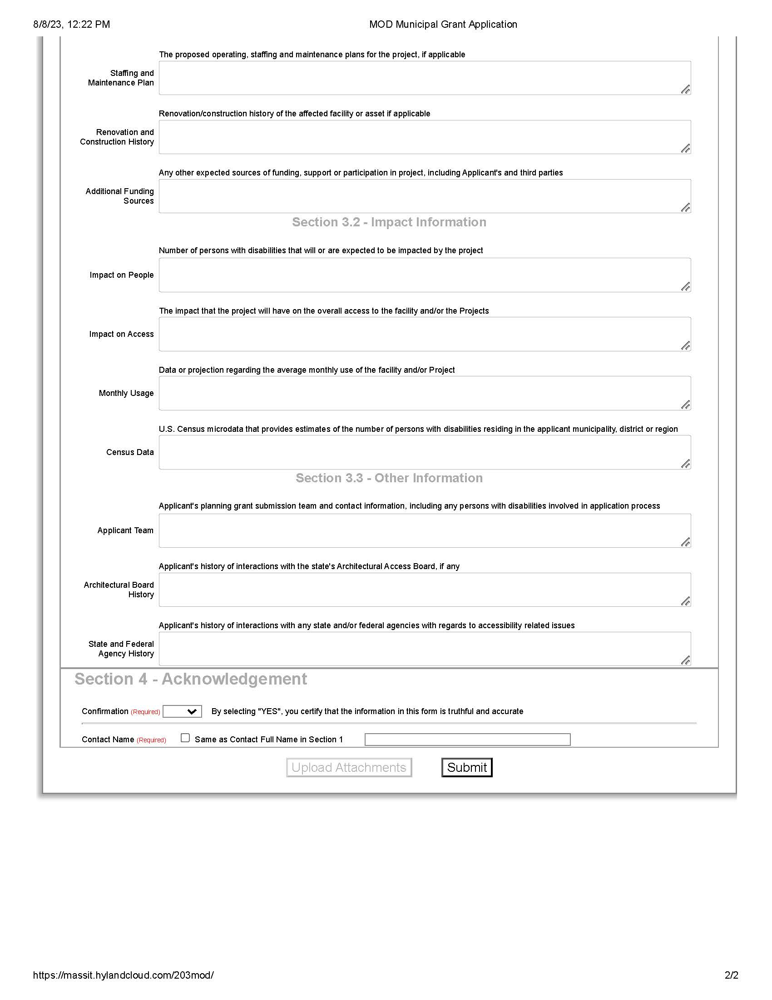 8/8/23, 12:22 PM
MOD Municipal Grant Application
The proposed operating, staffing and maintenance plans for the project, if applicable
Staffing and
Maintenance Plan
Renovation/construction history of the affected facility or asset if applicable
Renovation and
Construction History
Any other expected sources of funding, support or participation in project, including Applicant's and third parties
Additional Funding
Sources
Section 3.2 - Impact Information
Number of persons with disabilities that will or are expected to be impacted by the project
Impact on People
The impact that the project will have on the overall access to the facility and/or the Projects
Impact on Access
Data or projection regarding the average monthly use of the facility and/or Project
Monthly Usage
U.S. Census microdata that provides estimates of the number of persons with disabilities residing in the applicant municipality, district or region
Census Data
Section 3.3 - Other Information
Applicant's planning grant submission team and contact information, including any persons with disabilities involved in application process
Applicant Team
Applicant's history of interactions with the state's Architectural Access Board, if any
Architectural Board
History
Applicant's history of interactions with any state and/or federal agencies with regards to accessibility related issues
State and Federal
Agency History
Section 4 - Acknowledgement
Confirmation (Required) By selecting "YES", you certify that the information in this form is truthful and accurate
Contact Name (Required) Same as Contact Full Name in Section 1
Upload Attachments Submit
https://massit.hylandcloud.com/203mod/
2/2